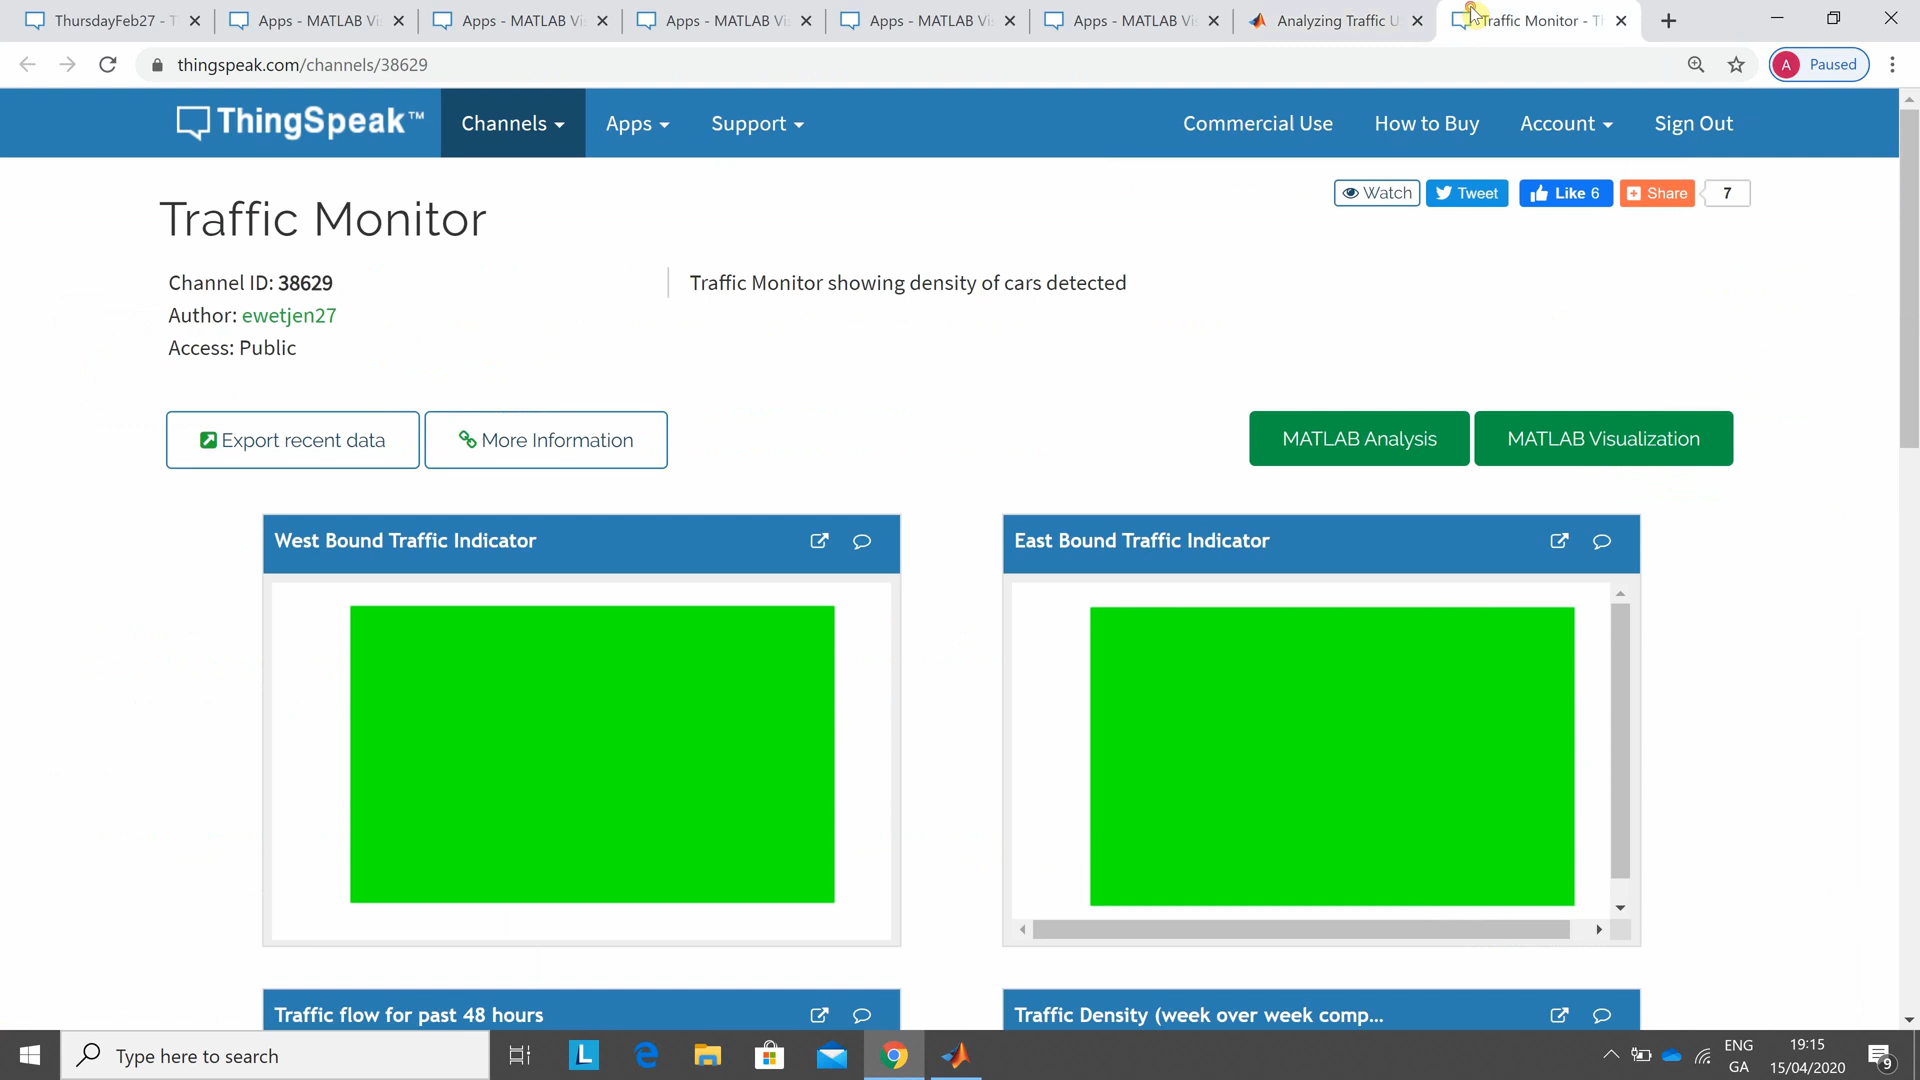 ThursdayFeb27 - T
Apps - MATLAB Vi
Apps - MATLAB Vi
Apps - MATLAB Vi
Apps - MATLAB Vi
Apps - MATLAB Vi
Analyzing Traffic U
Traffic Monitor - Th
thingspeak.com/channels/38629
A Paused
ThingSpeak™
Channels
Apps
Support
Commercial Use
How to Buy
Account
Sign Out
Traffic Monitor
Watch
Tweet
Like 6
Share
7
Channel ID: 38629
Author: ewetjen27
Access: Public
Traffic Monitor showing density of cars detected
Export recent data
More Information
MATLAB Analysis
MATLAB Visualization
West Bound Traffic Indicator
East Bound Traffic Indicator
Traffic flow for past 48 hours
Traffic Density (week over week comp...
Type here to search
L
ENG
GA
19:15
15/04/2020
9